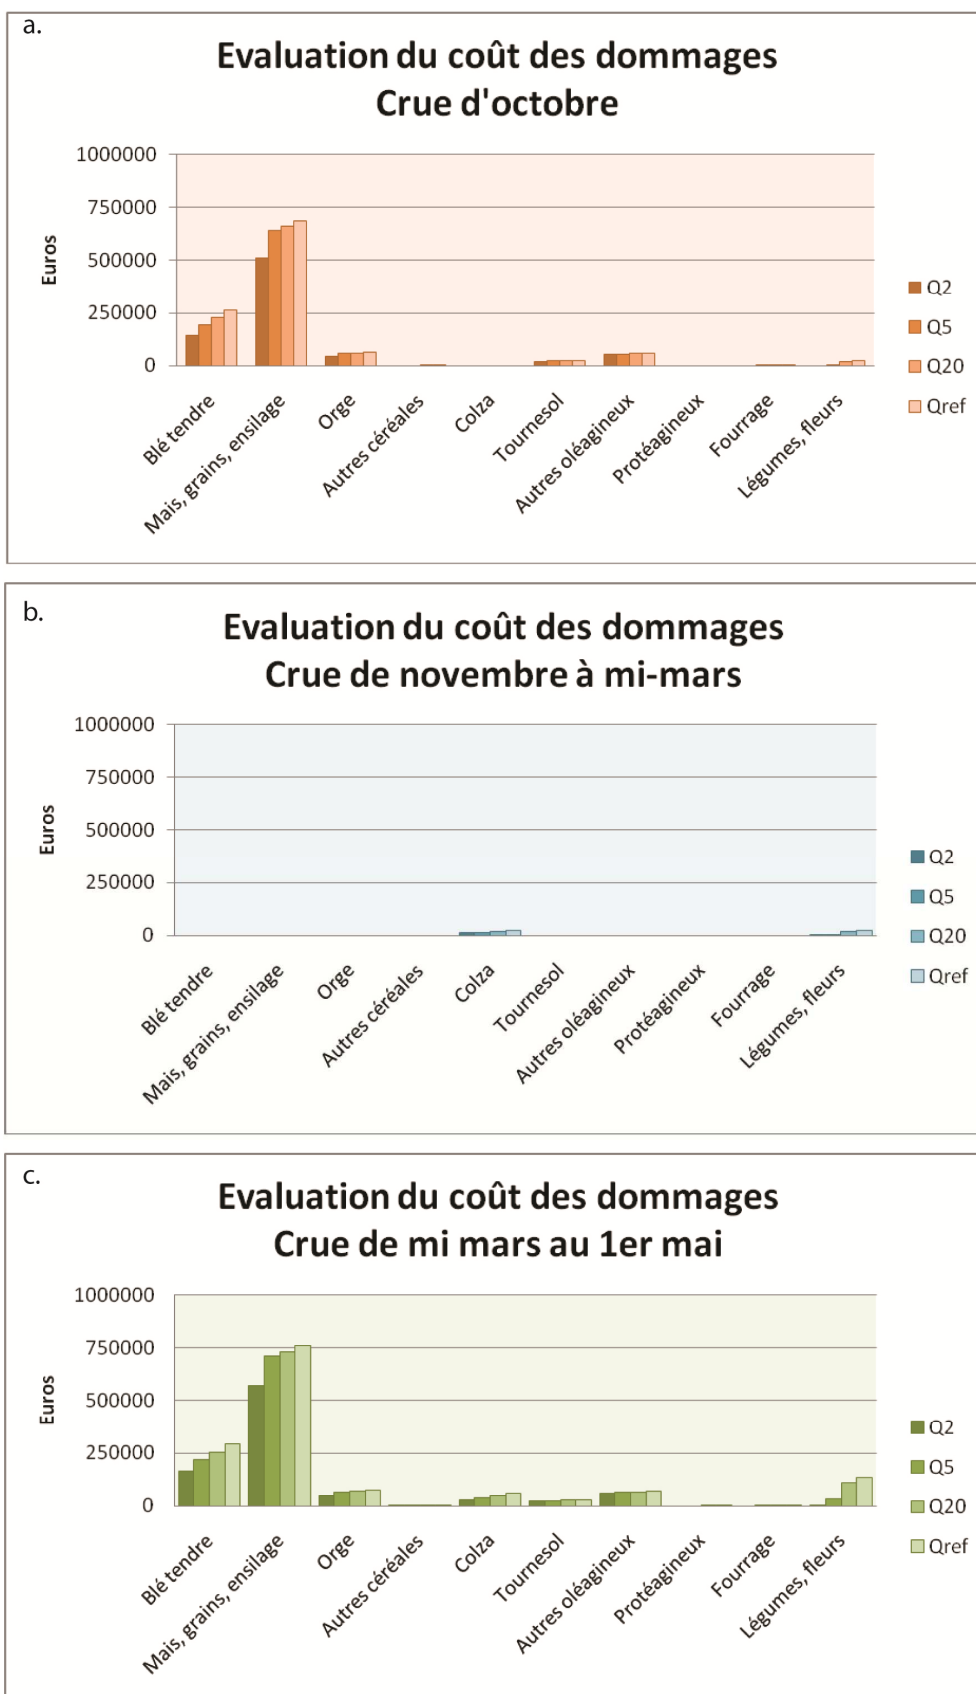 a.
Evaluation du coût des dommages
Crue d'octobre
1000000
750000
500000
250000
0
Euros
Q2
Q5
Q20
Qref
Blé tendre
Mais, grains, ensilage
Orge
Autres céréales
Colza
Tournesol
Autres oléagineux
Protéagineux
Fourrage
Légumes, fleurs
b.
Evaluation du coût des dommages
Crue de novembre à mi-mars
1000000
750000
500000
250000
0
Euros
Q2
Q5
Q20
Qref
Blé tendre
Mais, grains, ensilage
Orge
Autres céréales
Colza
Tournesol
Autres oléagineux
Protéagineux
Fourrage
Légumes, fleurs
c.
Evaluation du coût des dommages
Crue de mi mars au 1er mai
1000000
750000
500000
250000
0
Euros
Q2
Q5
Q20
Qref
Blé tendre
Mais, grains, ensilage
Orge
Autres céréales
Colza
Tournesol
Autres oléagineux
Protéagineux
Fourrage
Légumes, fleurs